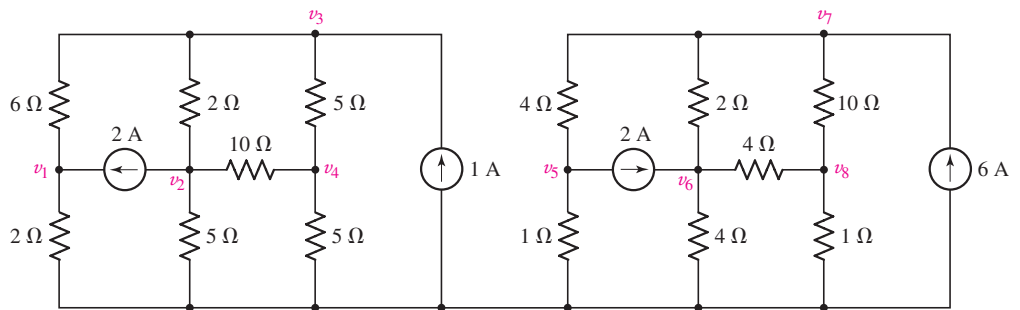 v3 v7
6 Ω 2 Ω 5 Ω 4 Ω 2 Ω 10 Ω
2 A 10 Ω 2 A 4 Ω
v1 v2 v4 1 A v5 v6 v8 6 A
2 Ω 5 Ω 5 Ω 1 Ω 4 Ω 1 Ω